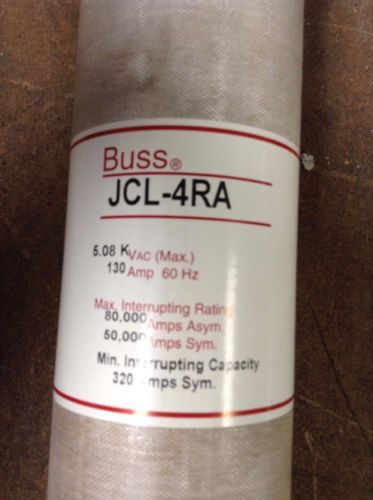 Buss®
JCL-4RA
5.08 KVAC (Max.)
130 Amp 60 Hz
Max. Interrupting Rating
80,000 Amps Asym.
50,000 Amps Sym.
Min. Interrupting Capacity
320 Amps Sym.